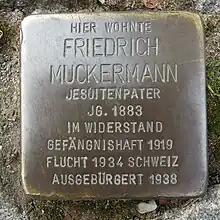 HIER WOHNTE
FRIEDRICH
MUCKERMANN
JESUITENPATER
JG. 1883
IM WIDERSTAND
GEFÄNGNISHAFT 1919
FLUCHT 1934 SCHWEIZ
AUSGEBÜRGERT 1938